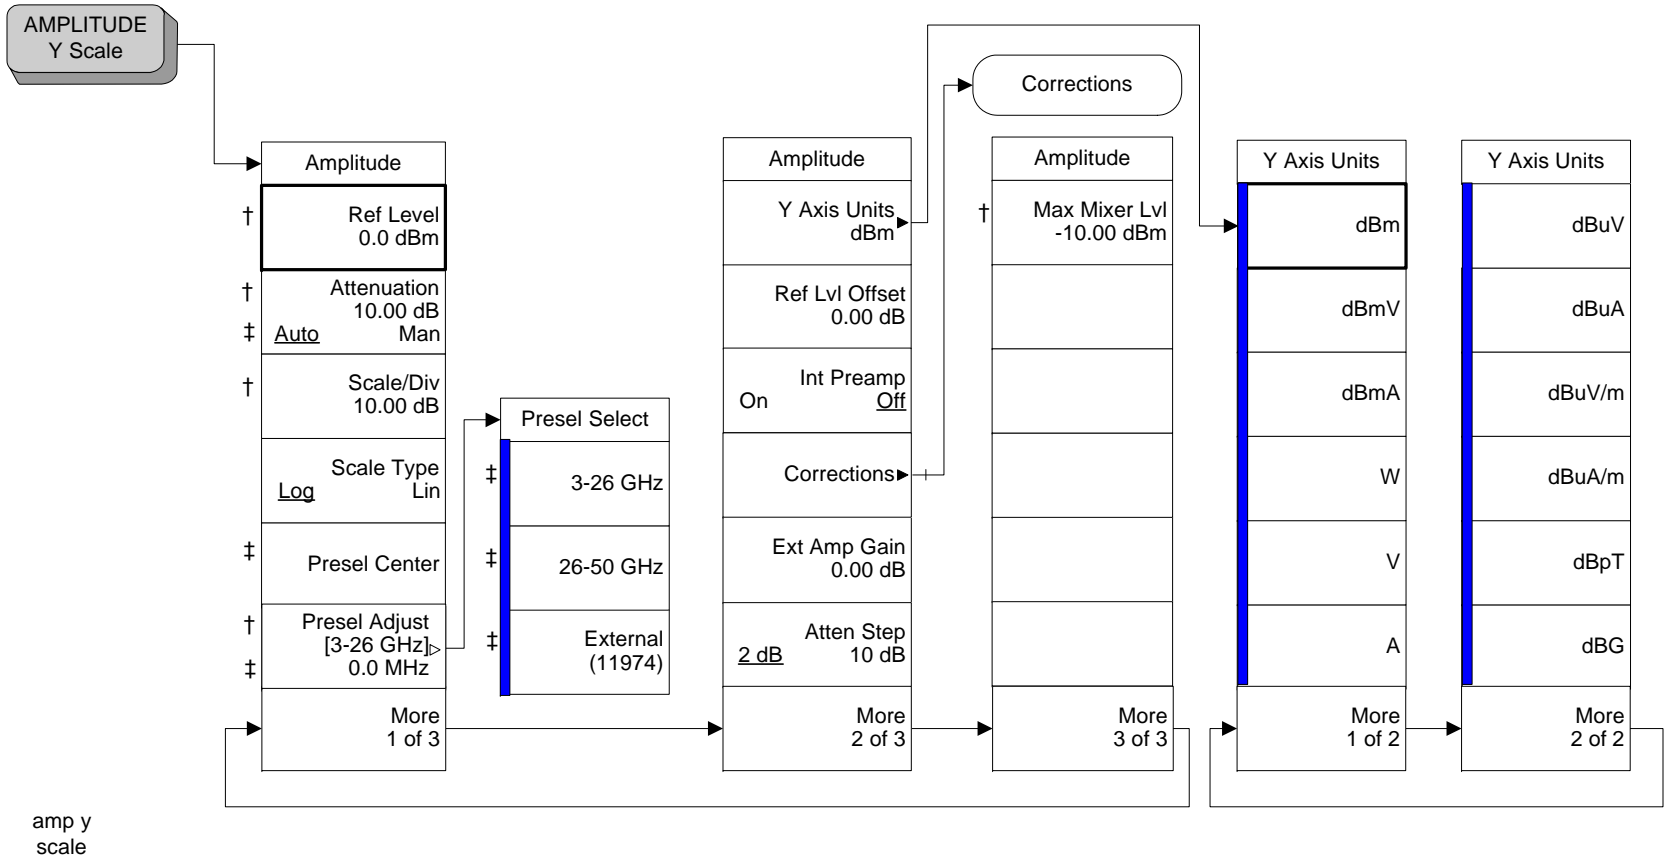 AMPLITUDE
Y Scale
Amplitude
†
Ref Level
0.0 dBm
†
Attenuation
10.00 dB
‡
Auto Man
†
Scale/Div
10.00 dB
Scale Type
Log Lin
‡
Presel Center
†
Presel Adjust
[3-26 GHz]
‡
0.0 MHz
More
1 of 3
Presel Select
‡
3-26 GHz
‡
26-50 GHz
‡
External
(11974)
Amplitude
Y Axis Units
dBm
Ref Lvl Offset
0.00 dB
Int Preamp
On Off
Corrections
Ext Amp Gain
0.00 dB
Atten Step
2 dB 10 dB
More
2 of 3
Corrections
Amplitude
†
Max Mixer Lvl
-10.00 dBm
More
3 of 3
Y Axis Units
dBm
dBmV
dBmA
W
V
A
More
1 of 2
Y Axis Units
dBuV
dBuA
dBuV/m
dBuA/m
dBpT
dBG
More
2 of 2
amp y
scale